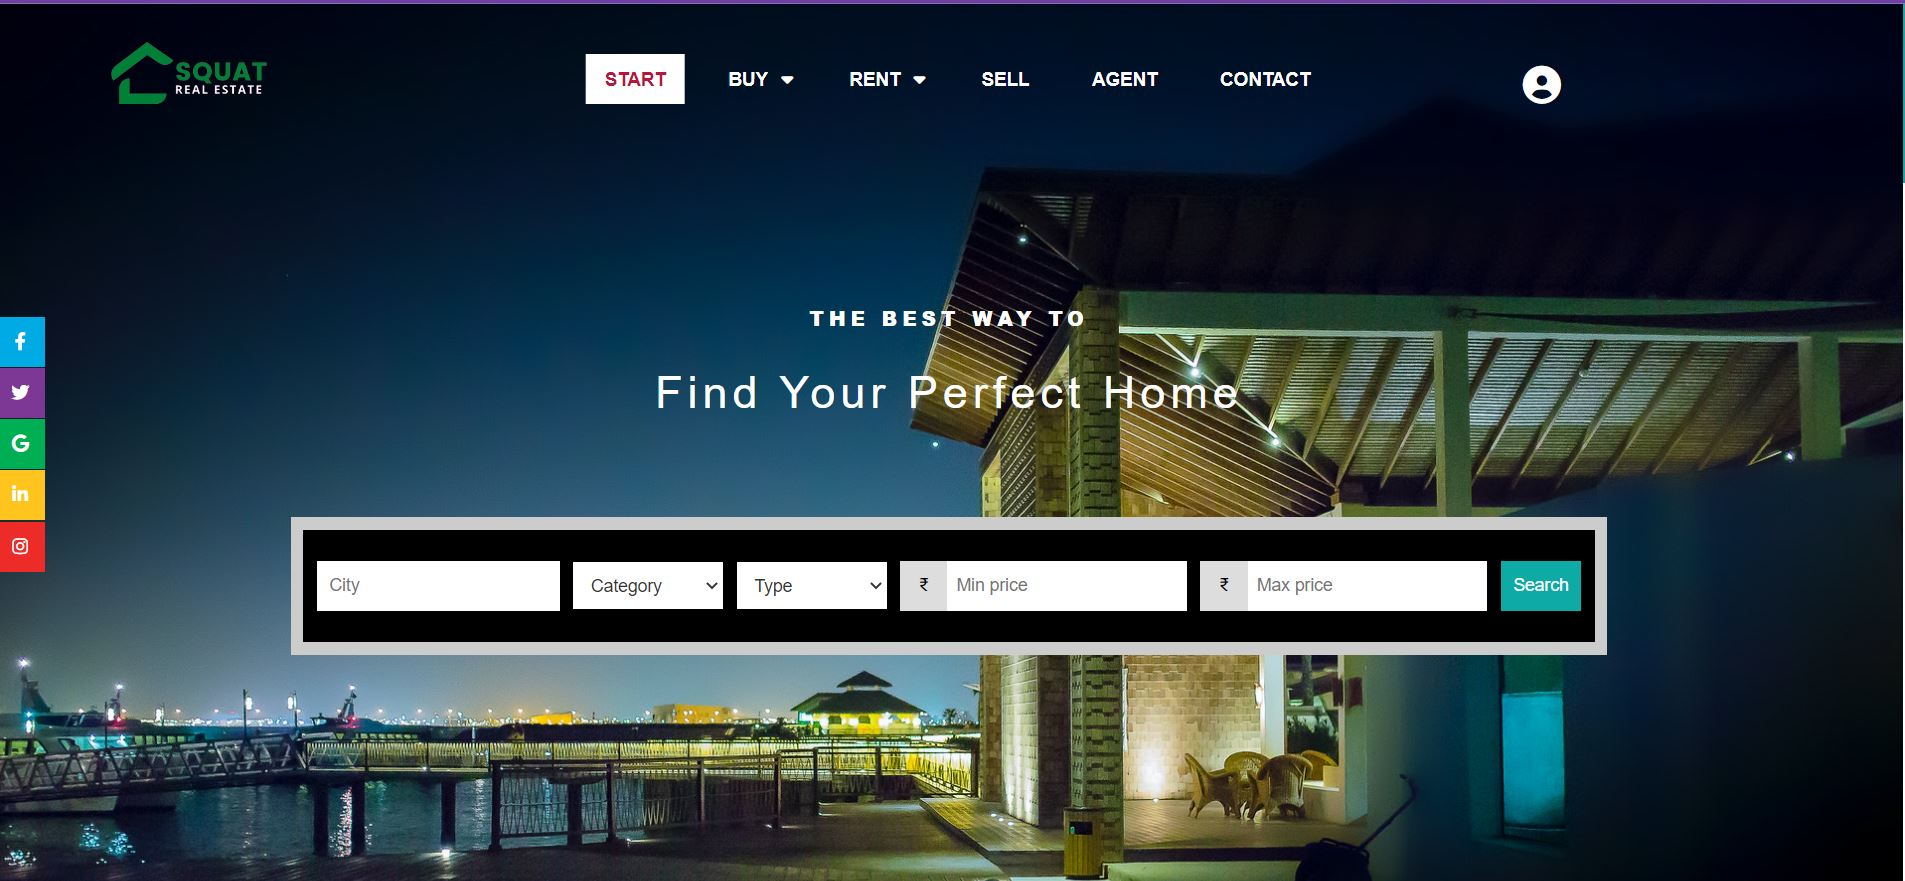 SQUAT
REAL ESTATE
START BUY RENT SELL AGENT CONTACT
THE BEST WAY TO
Find Your Perfect Home
City Category Type ₹ Min price ₹ Max price Search